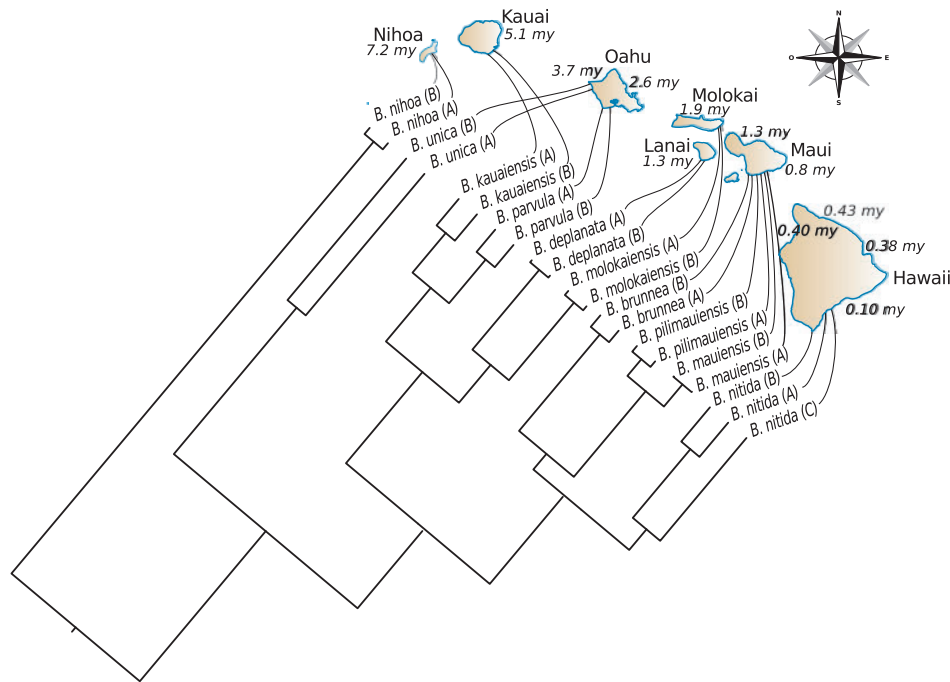 N
O
E
S
Nihoa
7.2 my
Kauai
5.1 my
Oahu
3.7 my
2.6 my
Molokai
1.9 my
Lanai
1.3 my
1.3 my
Maui
0.8 my
0.43 my
0.40 my
0.38 my
Hawaii
0.10 my
B. nihoa (B)
B. nihoa (A)
B. unica (B)
B. unica (A)
B. kauaiensis (A)
B. kauaiensis (B)
B. parvula (A)
B. parvula (B)
B. deplanata (A)
B. deplanata (B)
B. molokaiensis (A)
B. molokaiensis (B)
B. brunnea (B)
B. brunnea (A)
B. pilimauiensis (B)
B. pilimauiensis (A)
B. mauiensis (B)
B. mauiensis (A)
B. nitida (B)
B. nitida (A)
B. nitida (C)